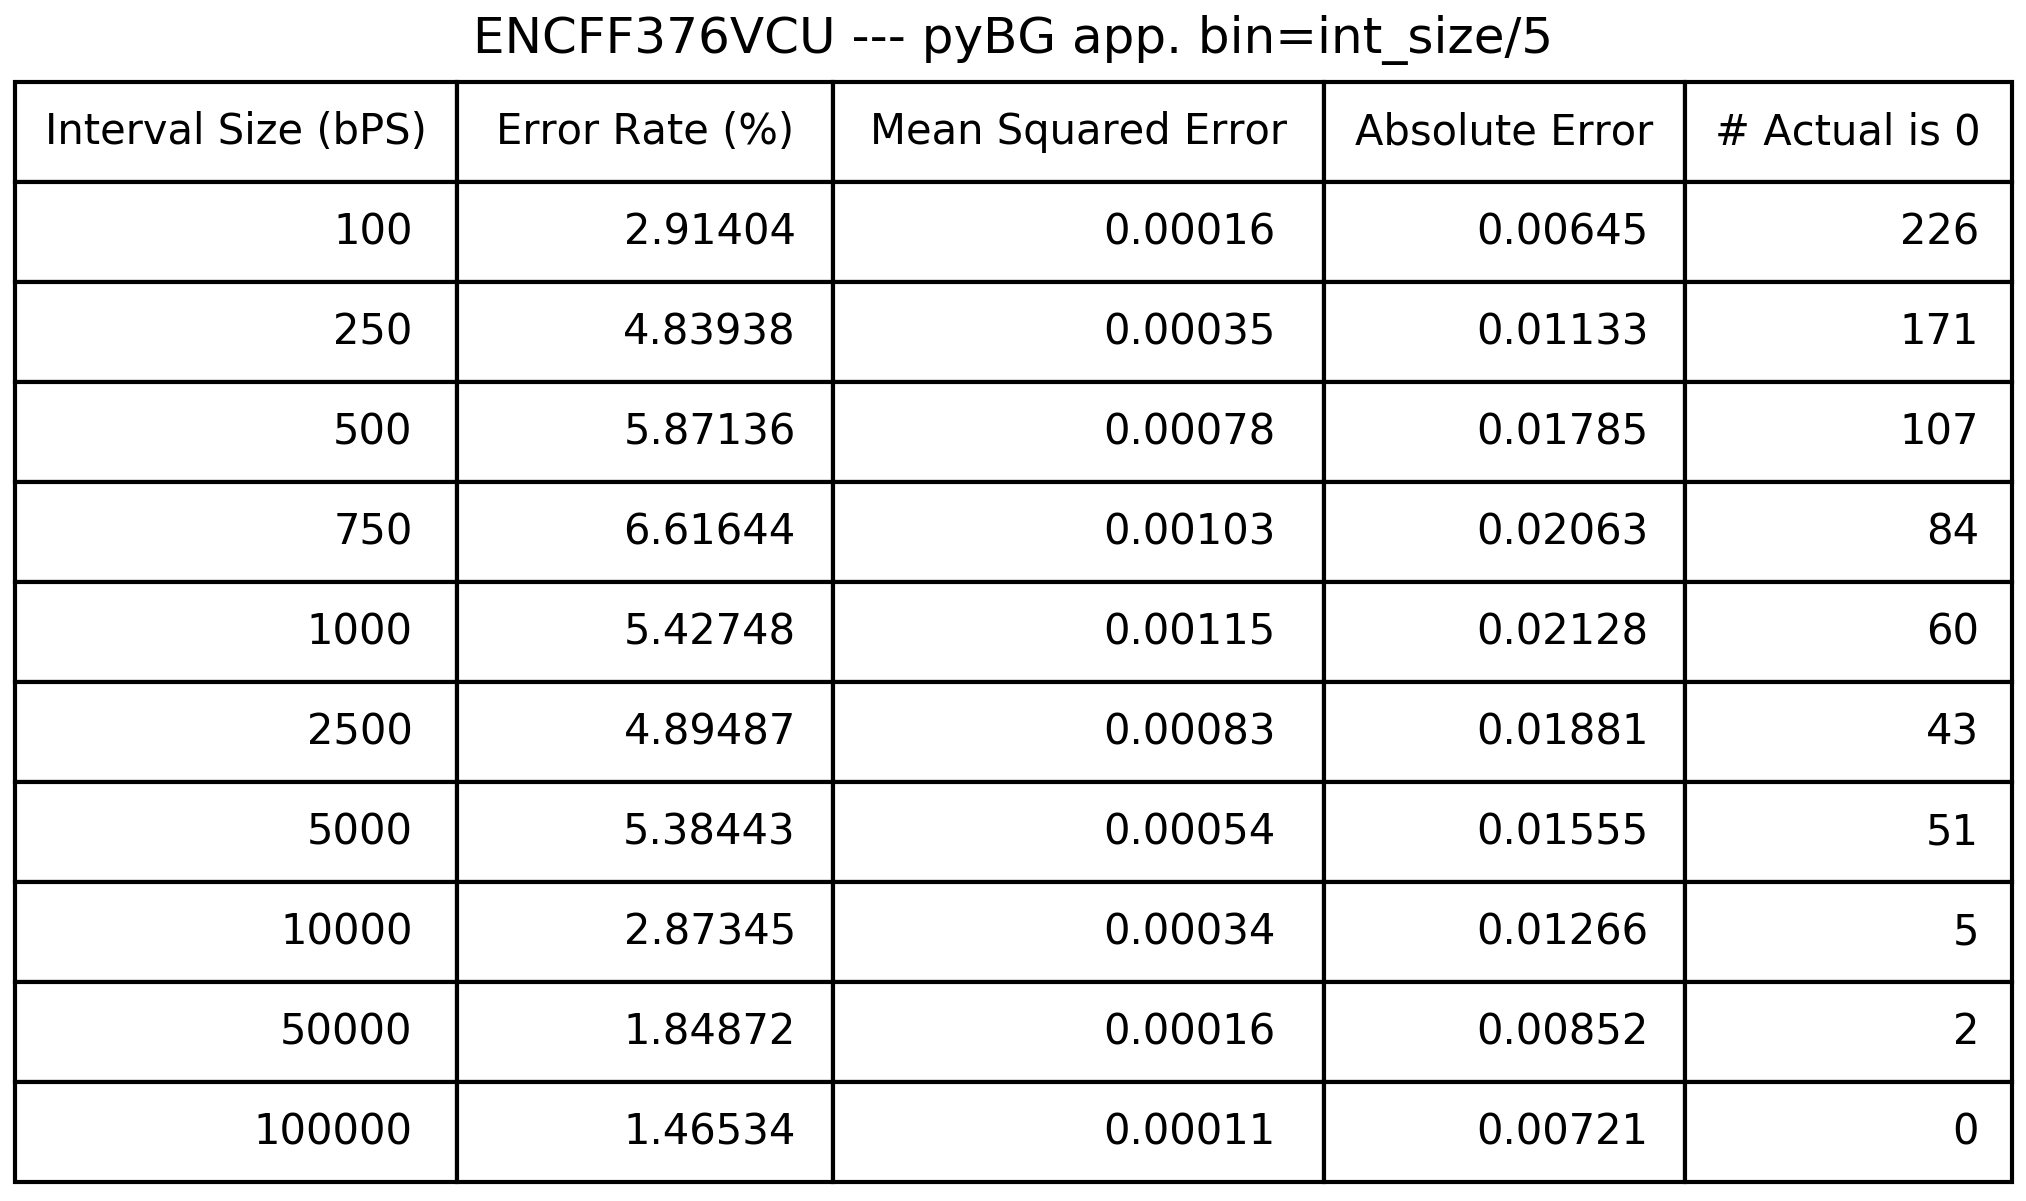 ENCFF376VCU --- pyBG app. bin=int_size/5
Interval Size (bPS) Error Rate (%) Mean Squared Error Absolute Error # Actual is 0
100 2.91404 0.00016 0.00645 226
250 4.83938 0.00035 0.01133 171
500 5.87136 0.00078 0.01785 107
750 6.61644 0.00103 0.02063 84
1000 5.42748 0.00115 0.02128 60
2500 4.89487 0.00083 0.01881 43
5000 5.38443 0.00054 0.01555 51
10000 2.87345 0.00034 0.01266 5
50000 1.84872 0.00016 0.00852 2
100000 1.46534 0.00011 0.00721 0